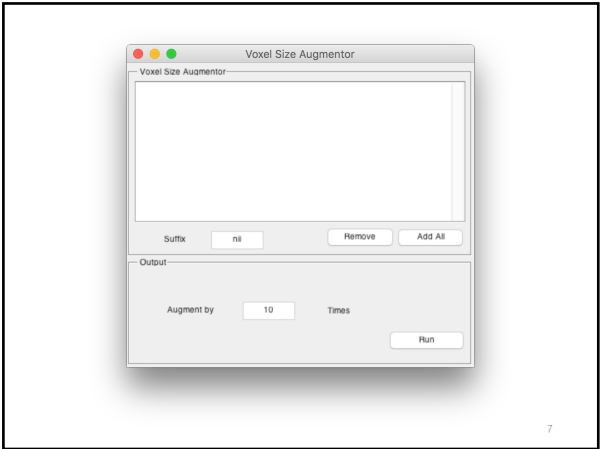 Voxel Size Augmentor
Voxel Size Augmentor
Suffix nii Remove Add All
Output
Augment by 10 Times
Run
7